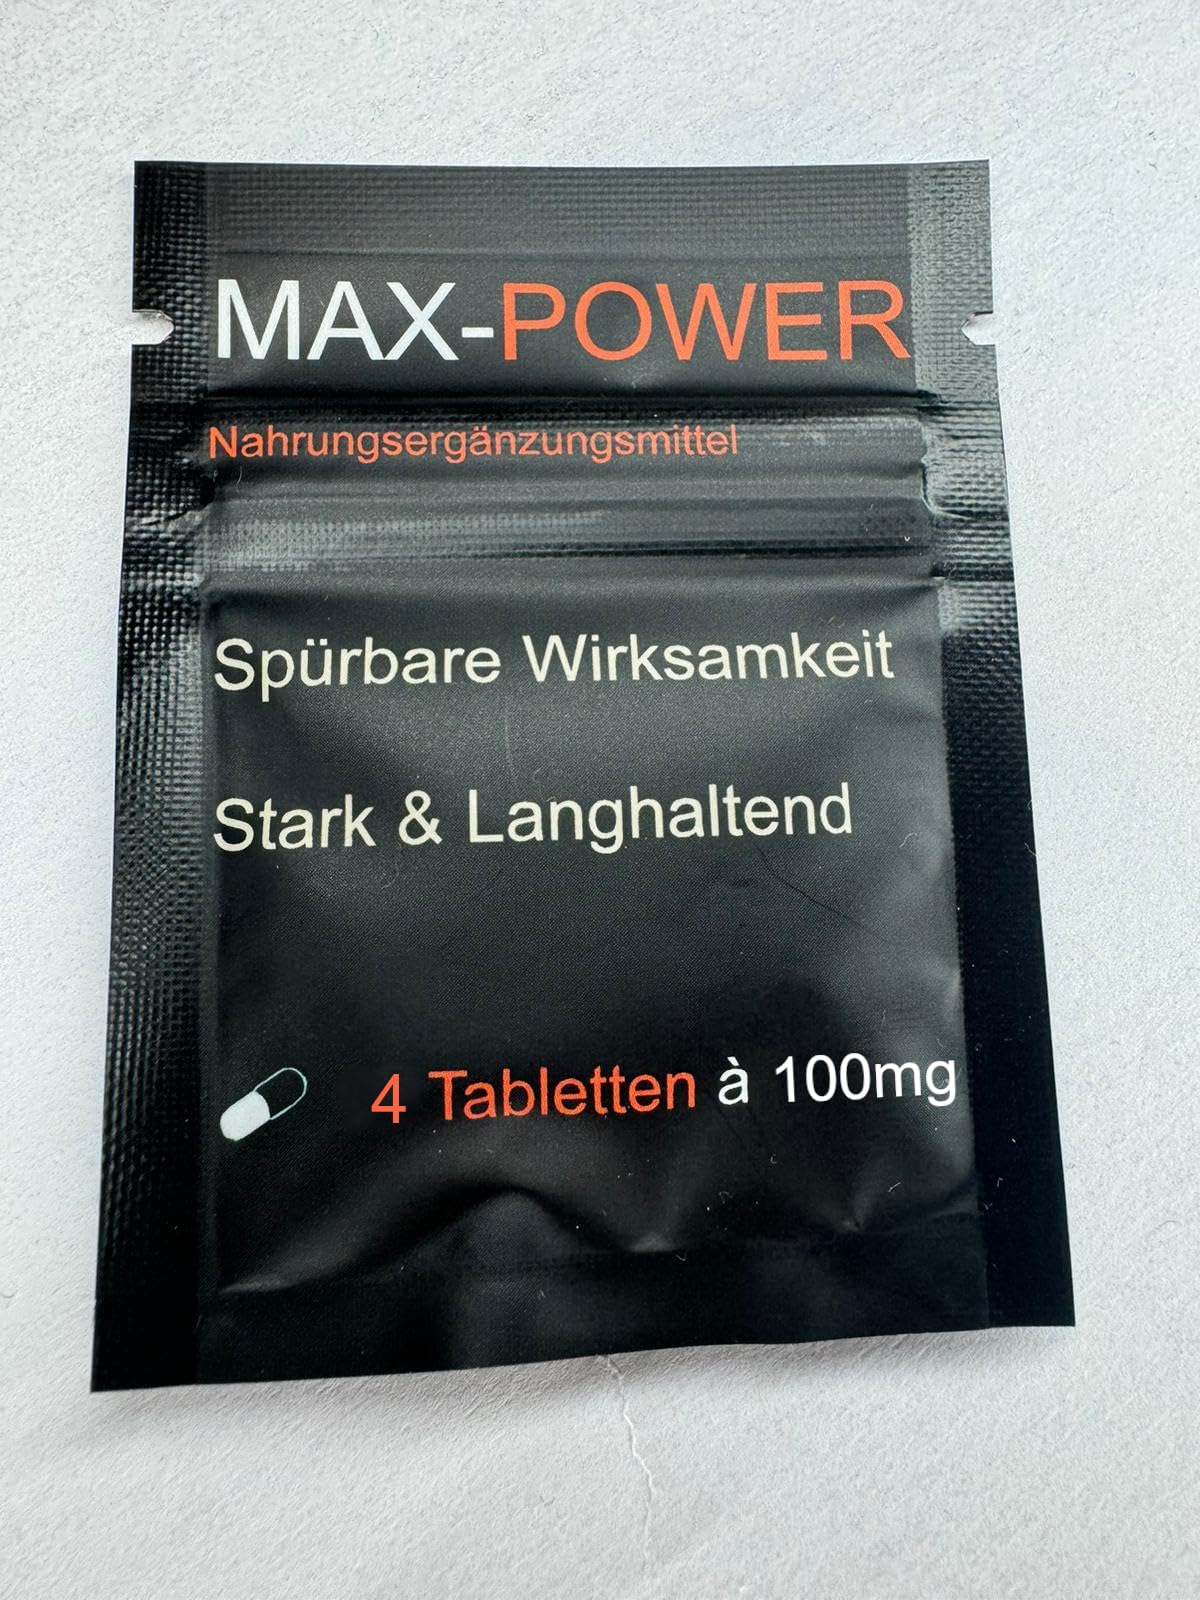 MAX-POWER
Nahrungsergänzungsmittel
Spürbare Wirksamkeit
Stark & Langhaltend
4 Tabletten à 100mg